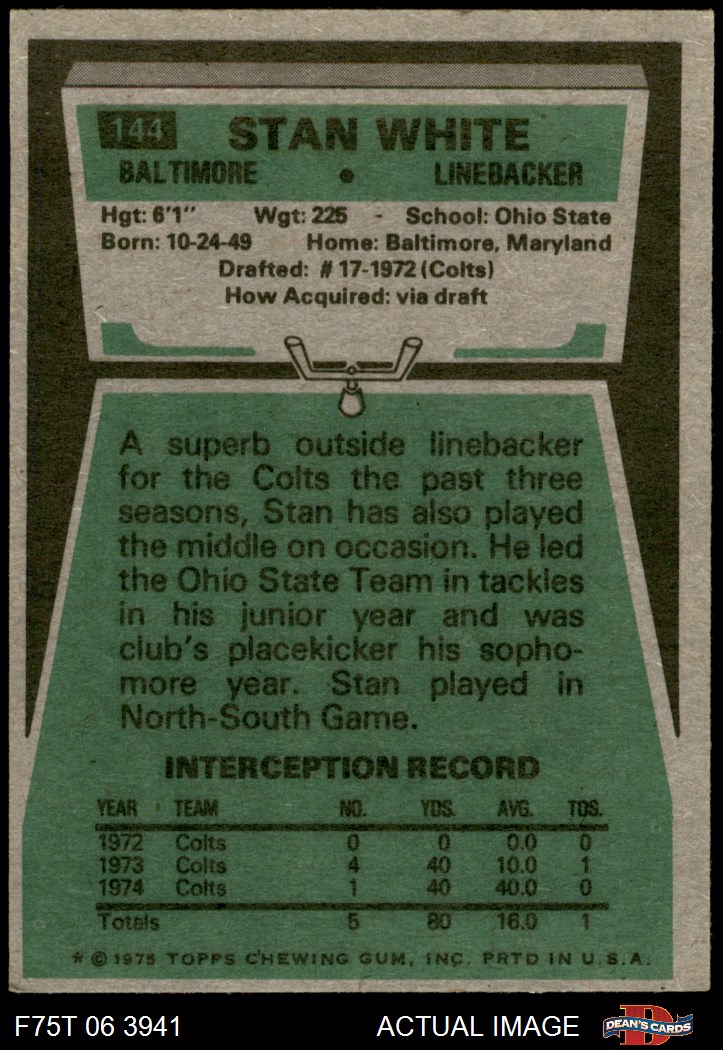 144 STAN WHITE
BALTIMORE • LINEBACKER
Hgt: 6'1" Wgt: 225 - School: Ohio State
Born: 10-24-49 Home: Baltimore, Maryland
Drafted: # 17-1972 (Colts)
How Acquired: via draft
A superb outside linebacker
for the Colts the past three
seasons, Stan has also played
the middle on occasion. He led
the Ohio State Team in tackles
in his junior year and was
club's placekicker his sopho-
more year. Stan played in
North-South Game.
INTERCEPTION RECORD
YEAR TEAM NO. YDS. AVG. TDS.
1972 Colts 0 0 0.0 0
1973 Colts 4 40 10.0 1
1974 Colts 1 40 40.0 0
Totals 5 80 16.0 1
* © 1975 TOPPS CHEWING GUM, INC. PRTD IN U.S.A.
F75T 06 3941 ACTUAL IMAGE D DEAN'S CARDS